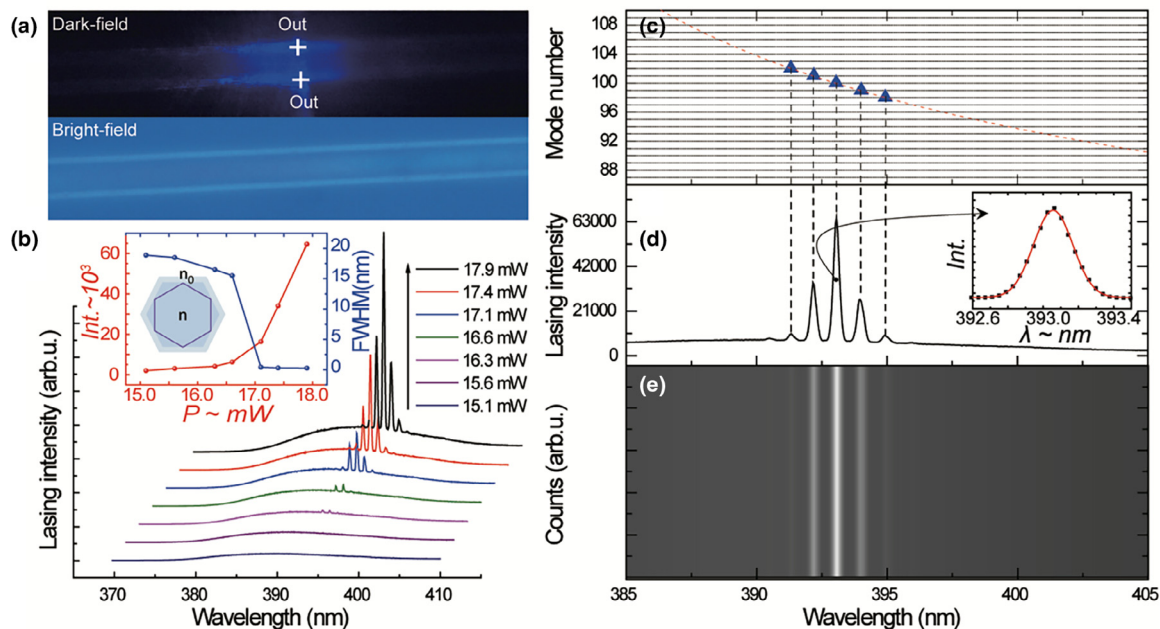 (a)
Dark-field
Out
Out
Bright-field
(b)
Int. ~10³
60
40
20
0
n₀
n
20
15
10
5
0
FWHM(nm)
15.0 16.0 17.0 18.0
P ~ mW
17.9 mW
17.4 mW
17.1 mW
16.6 mW
16.3 mW
15.6 mW
15.1 mW
Lasing intensity (arb.u.)
370 380 390 400 410
Wavelength (nm)
(c)
Mode number
108
104
100
96
92
88
(d)
Lasing intensity
63000
42000
21000
0
Int.
392.6 393.0 393.4
λ ~ nm
(e)
Counts (arb.u.)
385 390 395 400 405
Wavelength (nm)